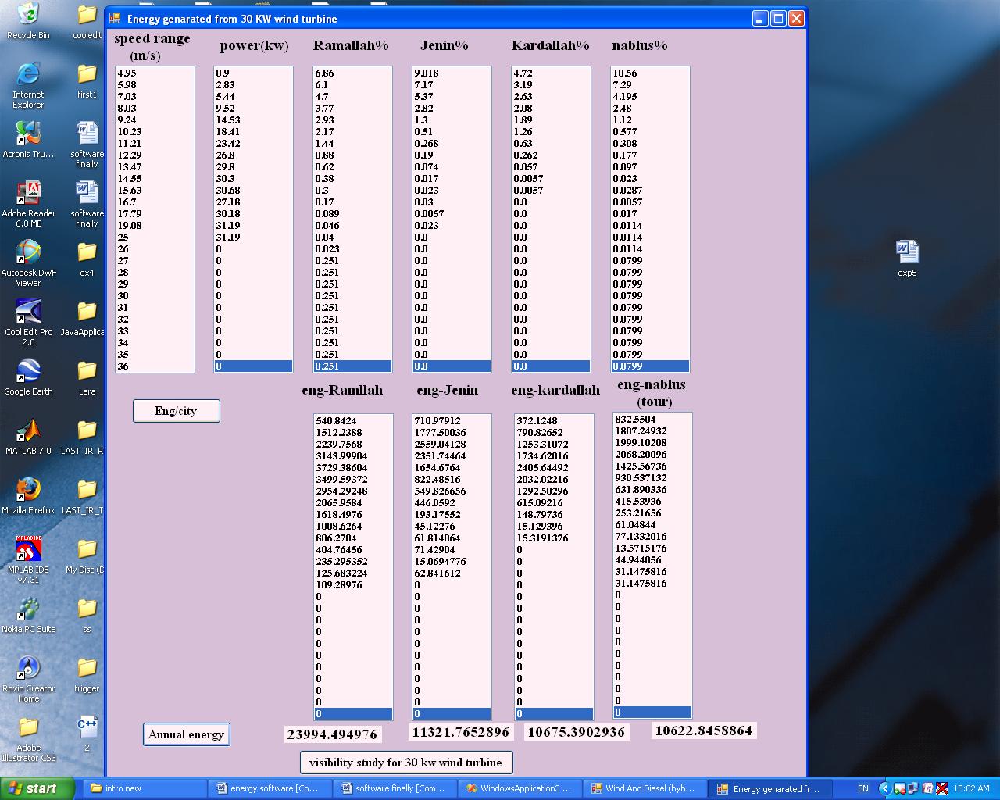 Energy genarated from 30 KW wind turbine
speed range
(m/s)
power(kw)
Ramallah%
Jenin%
Kardallah%
nablus%
4.95 0.9 6.86 9.018 4.72 10.56
5.98 2.83 6.1 7.17 3.19 7.29
7.03 5.44 4.7 5.37 2.63 4.195
8.03 9.52 3.77 2.82 2.08 2.48
9.24 14.53 2.93 1.3 1.89 1.12
10.23 18.41 2.17 0.51 1.26 0.577
11.21 23.42 1.44 0.268 0.63 0.308
12.29 26.8 0.88 0.19 0.262 0.177
13.47 29.8 0.62 0.074 0.057 0.097
14.55 30.3 0.38 0.017 0.0057 0.023
15.63 30.68 0.3 0.023 0.0057 0.0287
16.7 27.18 0.17 0.03 0.0 0.0057
17.79 30.18 0.089 0.0057 0.0 0.017
19.08 31.19 0.046 0.023 0.0 0.0114
25 31.19 0.04 0.0 0.0 0.0114
26 0 0.023 0.0 0.0 0.0114
27 0 0.251 0.0 0.0 0.0799
28 0 0.251 0.0 0.0 0.0799
29 0 0.251 0.0 0.0 0.0799
30 0 0.251 0.0 0.0 0.0799
31 0 0.251 0.0 0.0 0.0799
32 0 0.251 0.0 0.0 0.0799
33 0 0.251 0.0 0.0 0.0799
34 0 0.251 0.0 0.0 0.0799
35 0 0.251 0.0 0.0 0.0799
36 0 0.251 0.0 0.0 0.0799
eng-Ramllah
eng-Jenin
eng-kardallah
eng-nablus
(tour)
Eng/city
540.8424 710.97912 372.1248 832.5504
1512.2388 1777.50036 790.82652 1807.24932
2239.7568 2559.04128 1253.31072 1999.10208
3143.99904 2351.74464 1734.62016 2068.20096
3729.38604 1654.6764 2405.64492 1425.56736
3499.59372 822.48516 2032.02216 930.537132
2954.29248 549.826656 1292.50296 631.890336
2065.9584 446.0592 615.09216 415.53936
1618.4976 193.17552 148.79736 253.21656
1008.6264 45.12276 15.129396 61.04844
806.2704 61.814064 15.3191376 77.1332016
404.76456 71.42904 0 13.5715176
235.295352 15.0694776 0 44.944056
125.683224 62.841612 0 31.1475816
109.28976 0 0 31.1475816
0 0 0 0
0 0 0 0
0 0 0 0
0 0 0 0
0 0 0 0
0 0 0 0
0 0 0 0
0 0 0 0
0 0 0 0
0 0 0 0
0 0 0 0
Annual energy
23994.494976
11321.7652896
10675.3902936
10622.8458864
visibility study for 30 kw wind turbine
Recycle Bin
cooledit
Internet
Explorer
first1
Acronis Tru...
software
finally
Adobe Reader
6.0 ME
software
finally
Autodesk DWF
Viewer
ex4
Cool Edit Pro
2.0
JavaApplica
Google Earth
Lara
MATLAB 7.0
LAST_IR_R
Mozilla Firefox
LAST_IR_T
MPLAB IDE
MPLAB IDE
v7.31
My Disc (D
Nokia PC Suite
ss
Roxio Creator
Home
trigger
Adobe
Illustrator CS3
C++
2
exp5
start
intro new
energy software [Co...
software finally [Com...
WindowsApplication3 ...
Wind And Diesel (hyb...
Energy genarated fr...
EN
10:02 AM